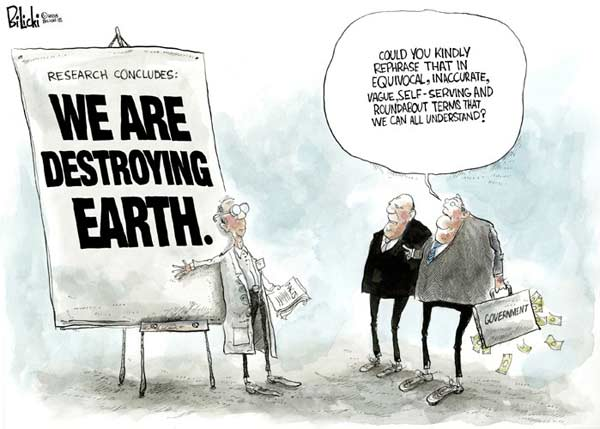 Bilicki
RESEARCH CONCLUDES:
WE ARE
DESTROYING
EARTH.
COULD YOU KINDLY
REPHRASE THAT IN
EQUIVOCAL, INACCURATE,
VAGUE, SELF-SERVING AND
ROUNDABOUT TERMS THAT
WE CAN ALL UNDERSTAND?
GOVERNMENT